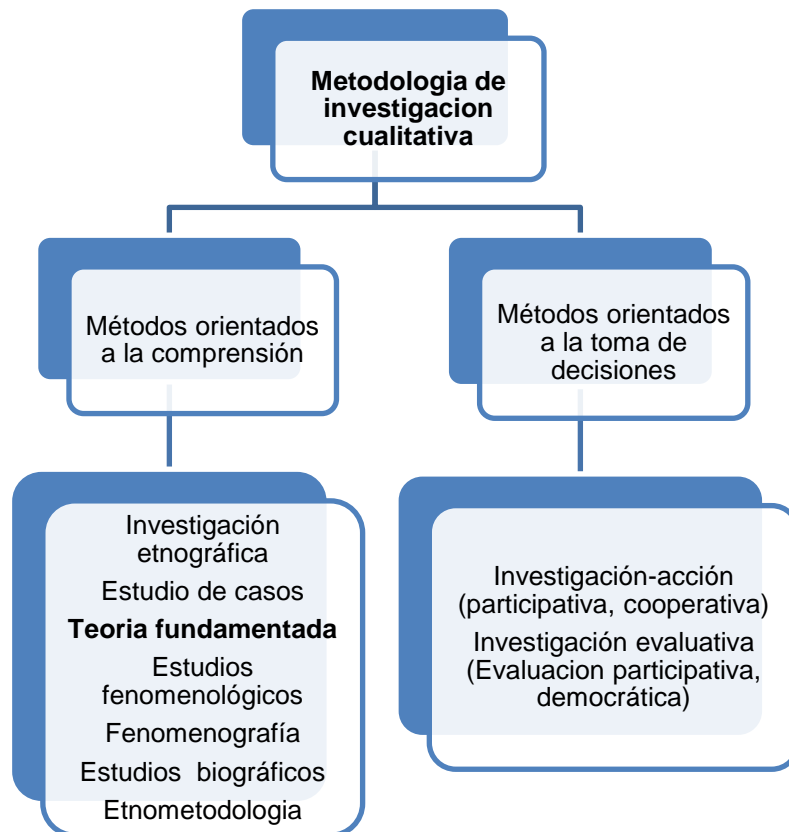 Metodologia de
investigacion
cualitativa
Métodos orientados
a la comprensión
Métodos orientados
a la toma de
decisiones
Investigación
etnográfica
Estudio de casos
Teoria fundamentada
Estudios
fenomenológicos
Fenomenografía
Estudios biográficos
Etnometodologia
Investigación-acción
(participativa, cooperativa)
Investigación evaluativa
(Evaluacion participativa,
democrática)